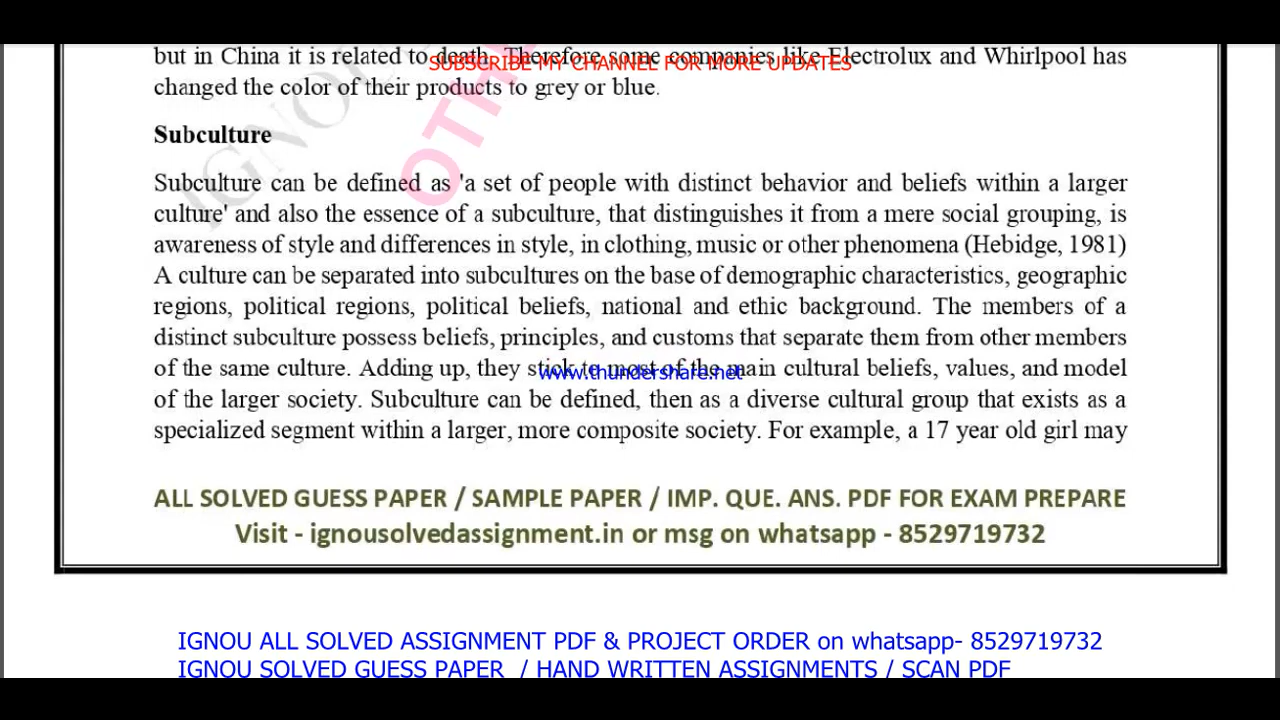 but in China it is related to death. Therefore some companies like Electrolux and Whirlpool has
SUBSCRIBE MY CHANNEL FOR MORE UPDATES
changed the color of their products to grey or blue.
Subculture
Subculture can be defined as 'a set of people with distinct behavior and beliefs within a larger
culture' and also the essence of a subculture, that distinguishes it from a mere social grouping, is
awareness of style and differences in style, in clothing, music or other phenomena (Hebidge, 1981)
A culture can be separated into subcultures on the base of demographic characteristics, geographic
regions, political regions, political beliefs, national and ethic background. The members of a
distinct subculture possess beliefs, principles, and customs that separate them from other members
of the same culture. Adding up, they stick to most of the main cultural beliefs, values, and model
www.thundershare.net
of the larger society. Subculture can be defined, then as a diverse cultural group that exists as a
specialized segment within a larger, more composite society. For example, a 17 year old girl may
IGNOU
ALL SOLVED GUESS PAPER / SAMPLE PAPER / IMP. QUE. ANS. PDF FOR EXAM PREPARE
Visit - ignousolvedassignment.in or msg on whatsapp - 8529719732
IGNOU ALL SOLVED ASSIGNMENT PDF & PROJECT ORDER on whatsapp- 8529719732
IGNOU SOLVED GUESS PAPER / HAND WRITTEN ASSIGNMENTS / SCAN PDF